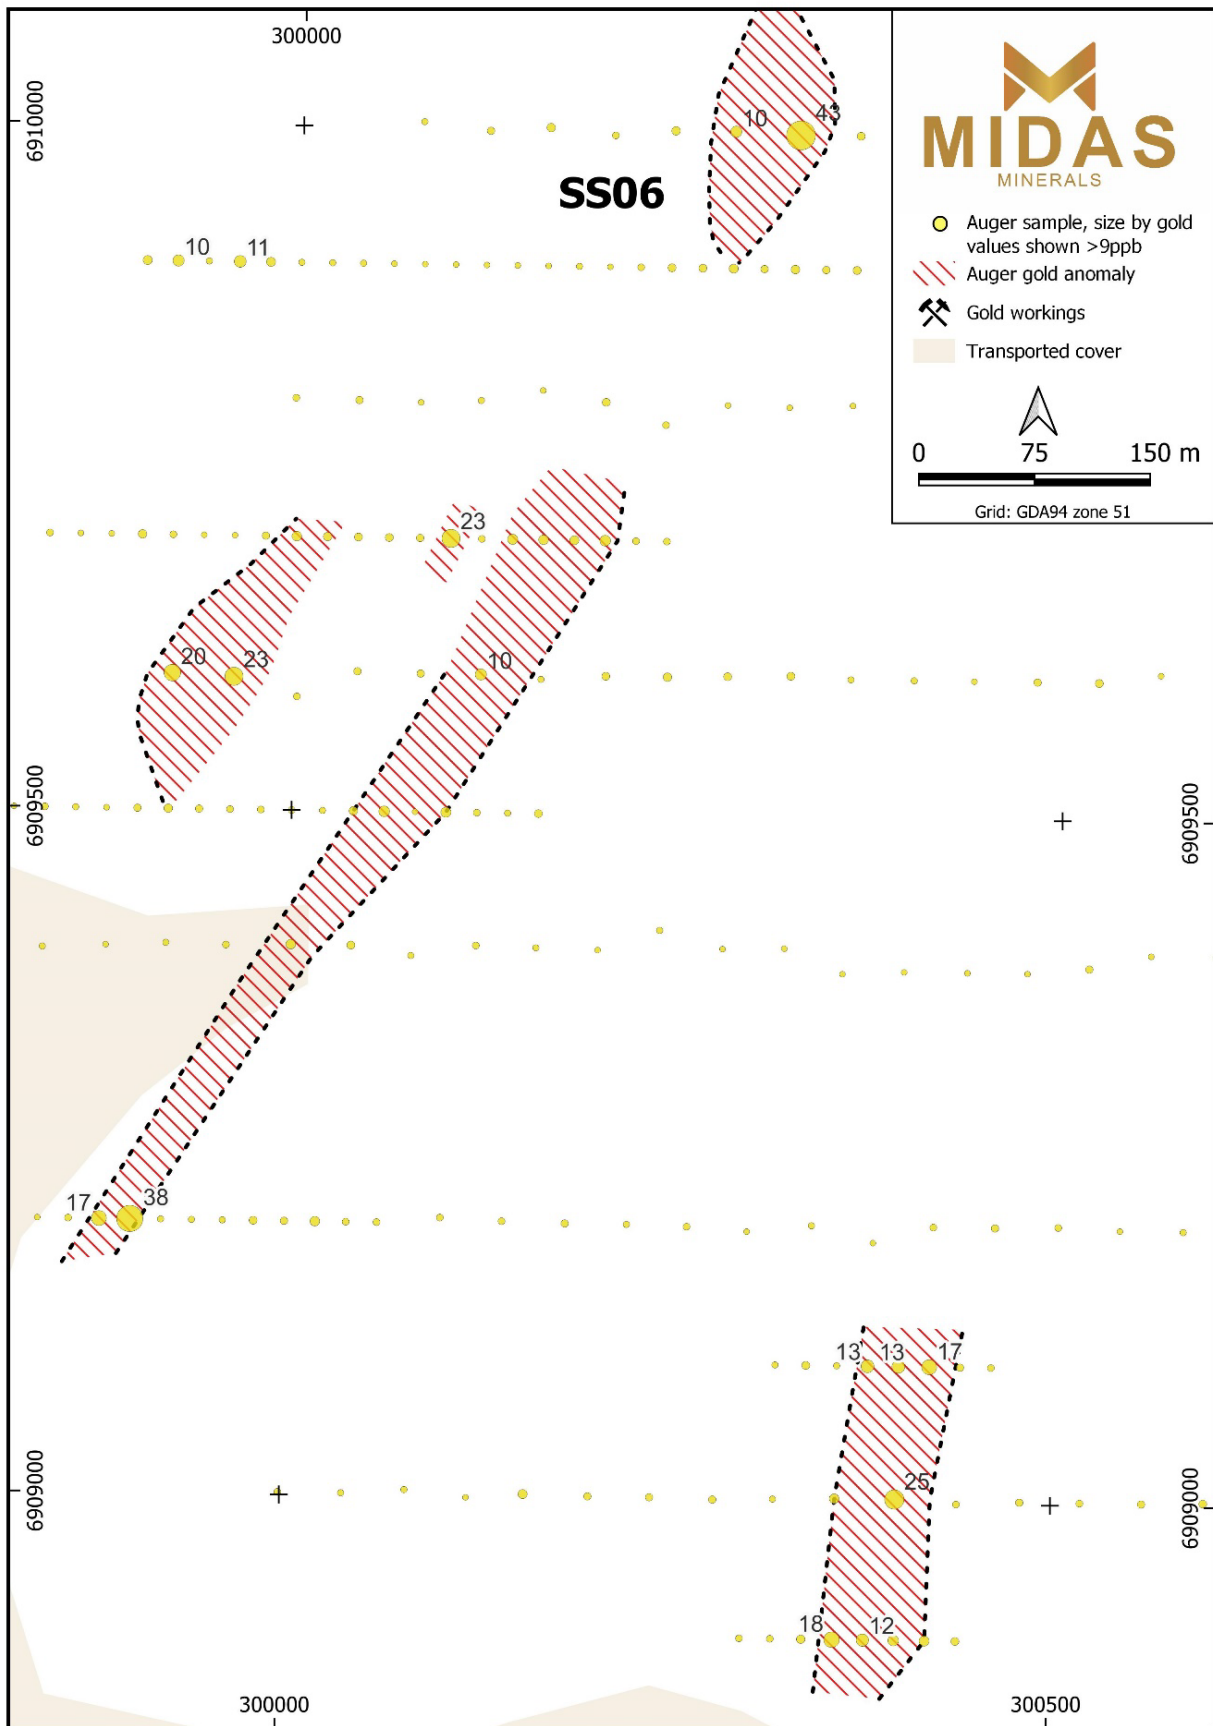 300000
6910000
MIDAS
MINERALS
10
43
SS06
Auger sample, size by gold
values shown >9ppb
10
11
Auger gold anomaly
Gold workings
Transported cover
0 75 150 m
Grid: GDA94 zone 51
23
20
23
10
6909500
6909500
17
38
13
13
17
25
6909000
6909000
18
12
300000
300500